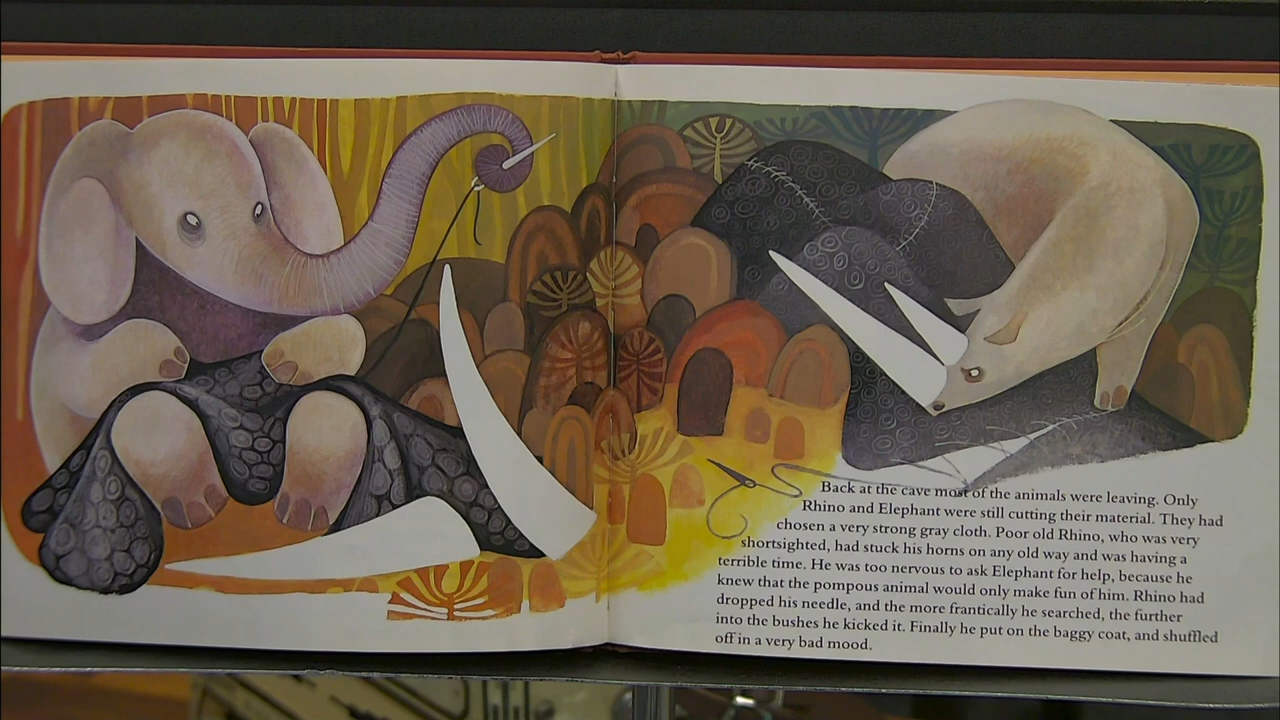 Back at the cave most of the animals were leaving. Only
Rhino and Elephant were still cutting their material. They had
chosen a very strong gray cloth. Poor old Rhino, who was very
shortsighted, had stuck his horns on any old way and was having a
terrible time. He was too nervous to ask Elephant for help, because he
knew that the pompous animal would only make fun of him. Rhino had
dropped his needle, and the more frantically he searched, the further
into the bushes he kicked it. Finally he put on the baggy coat, and shuffled
off in a very bad mood.